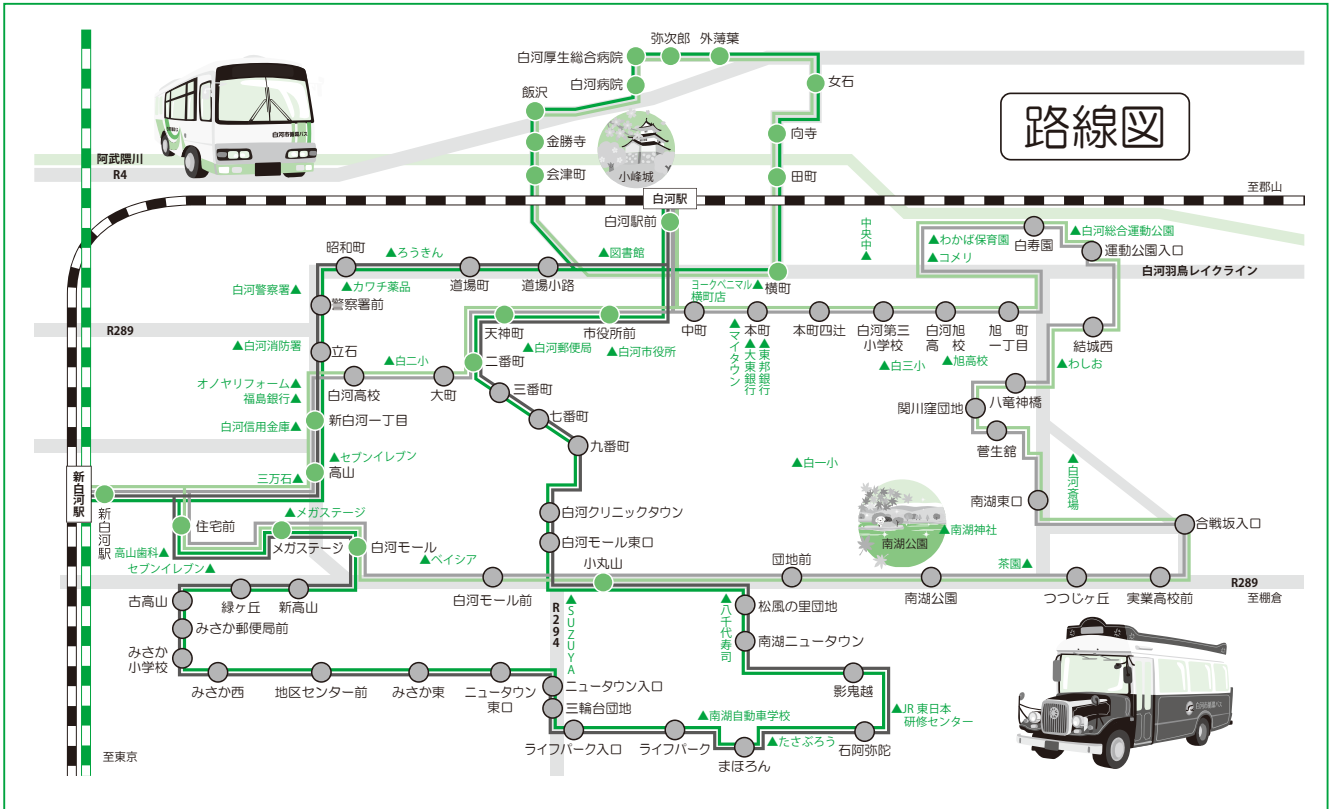 路線図
弥次郎
外薄葉
白河厚生総合病院
白河病院
女石
飯沢
金勝寺
会津町
小峰城
向寺
田町
白河市循環バス
阿武隈川
R4
白河駅
白河駅前
至郡山
昭和町
▲ろうきん
▲図書館
中央中▲
▲わかば保育園
▲コメリ
白寿園
▲白河総合運動公園
運動公園入口
白河羽鳥レイクライン
白河警察署▲
▲カワチ薬品
道場町
道場小路
ヨークベニマル▲
横町店
横町
警察署前
R289
天神町
市役所前
中町
本町
本町四辻
白河第三
小学校
白河旭
高校
旭町
一丁目
結城西
▲白河消防署
立石
▲白二小
二番町
▲白河郵便局
▲白河市役所
▲マイタウン
▲大東銀行
▲東邦銀行
▲白三小
▲旭高校
▲わしお
オノヤリフォーム▲
福島銀行▲
白河高校
大町
三番町
八竜神橋
関川窪団地
白河信用金庫▲
新白河一丁目
七番町
菅生館
九番町
▲セブンイレブン
三万石▲
高山
▲白一小
▲白河斎場
新白河駅
新白河駅
南湖東口
住宅前
▲メガステージ
メガステージ
白河クリニックタウン
合戦坂入口
高山歯科▲
白河モール
白河モール東口
南湖公園
▲南湖神社
セブンイレブン▲
▲ベイシア
小丸山
団地前
茶園▲
白河モール前
南湖公園
つつじヶ丘
実業高校前
R289
至棚倉
古高山
緑ヶ丘
新高山
R294
▲SUZUYA
▲八千代寿司
松風の里団地
みさか郵便局前
南湖ニュータウン
みさか
小学校
みさか西
地区センター前
みさか東
ニュータウン
東口
ニュータウン入口
影鬼越
三輪台団地
▲南湖自動車学校
▲JR東日本
研修センター
ライフパーク入口
ライフパーク
▲たさぶろう
まほろん
石阿弥陀
白河市循環バス
至東京